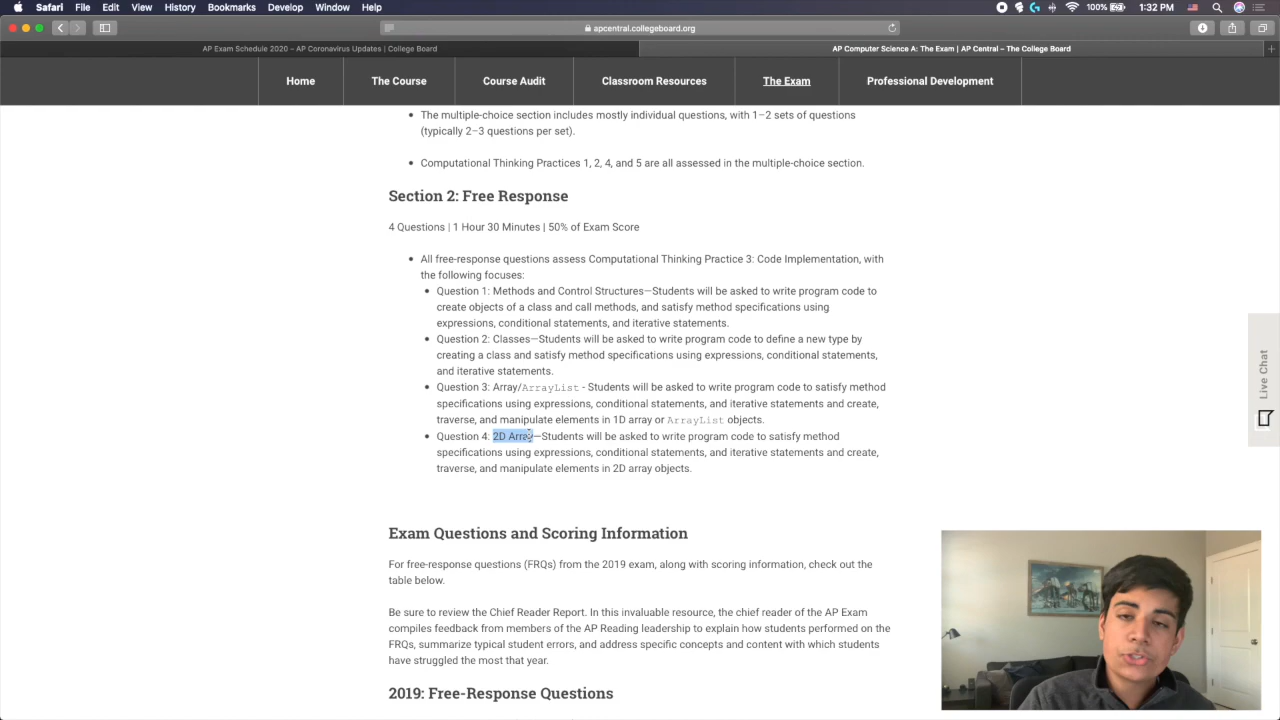 Safari File Edit View History Bookmarks Develop Window Help 100% 1:32 PM
apcentral.collegeboard.org
AP Exam Schedule 2020 – AP Coronavirus Updates | College Board AP Computer Science A: The Exam | AP Central – The College Board
Home The Course Course Audit Classroom Resources The Exam Professional Development
• The multiple-choice section includes mostly individual questions, with 1–2 sets of questions
(typically 2–3 questions per set).
• Computational Thinking Practices 1, 2, 4, and 5 are all assessed in the multiple-choice section.
Section 2: Free Response
4 Questions | 1 Hour 30 Minutes | 50% of Exam Score
• All free-response questions assess Computational Thinking Practice 3: Code Implementation, with
the following focuses:
• Question 1: Methods and Control Structures—Students will be asked to write program code to
create objects of a class and call methods, and satisfy method specifications using
expressions, conditional statements, and iterative statements.
• Question 2: Classes—Students will be asked to write program code to define a new type by
creating a class and satisfy method specifications using expressions, conditional statements,
and iterative statements.
• Question 3: Array/ArrayList - Students will be asked to write program code to satisfy method
specifications using expressions, conditional statements, and iterative statements and create,
traverse, and manipulate elements in 1D array or ArrayList objects.
• Question 4: 2D Array—Students will be asked to write program code to satisfy method
specifications using expressions, conditional statements, and iterative statements and create,
traverse, and manipulate elements in 2D array objects.
Live Chat
Exam Questions and Scoring Information
For free-response questions (FRQs) from the 2019 exam, along with scoring information, check out the
table below.
Be sure to review the Chief Reader Report. In this invaluable resource, the chief reader of the AP Exam
compiles feedback from members of the AP Reading leadership to explain how students performed on the
FRQs, summarize typical student errors, and address specific concepts and content with which students
have struggled the most that year.
2019: Free-Response Questions